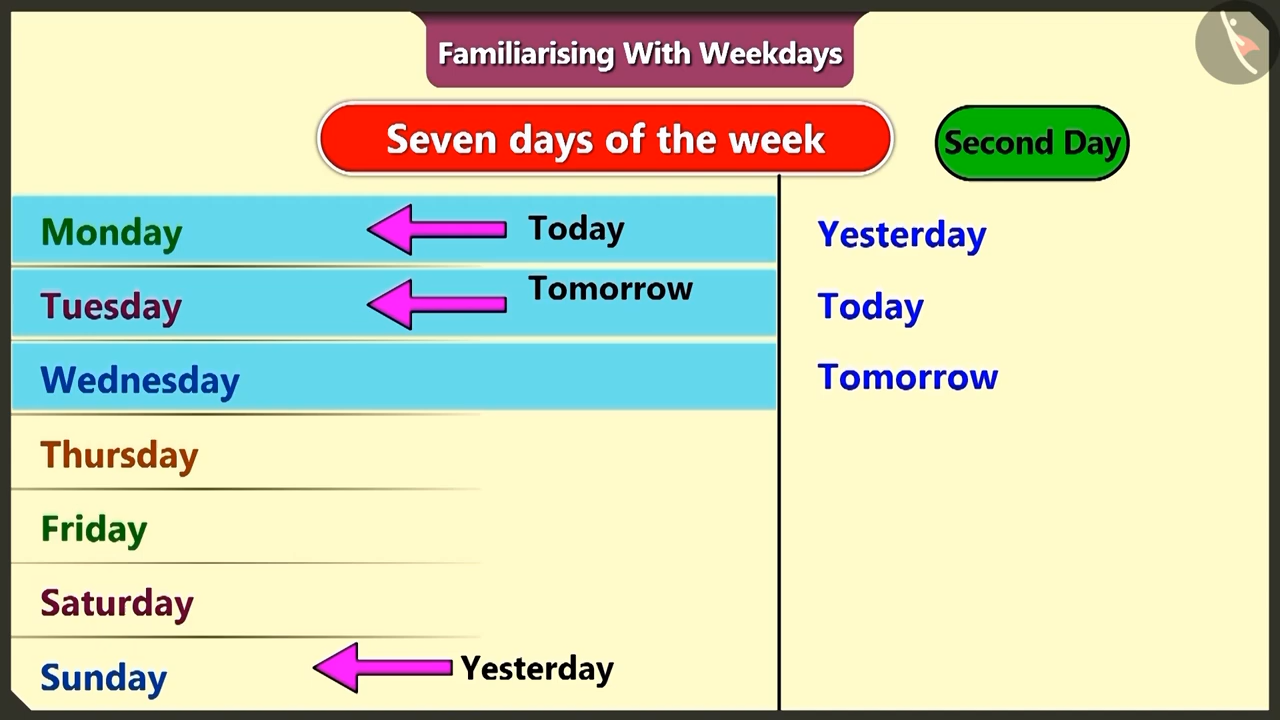 Familiarising With Weekdays
Seven days of the week
Second Day
Monday Today Yesterday
Tuesday Tomorrow Today
Wednesday Tomorrow
Thursday
Friday
Saturday
Sunday Yesterday